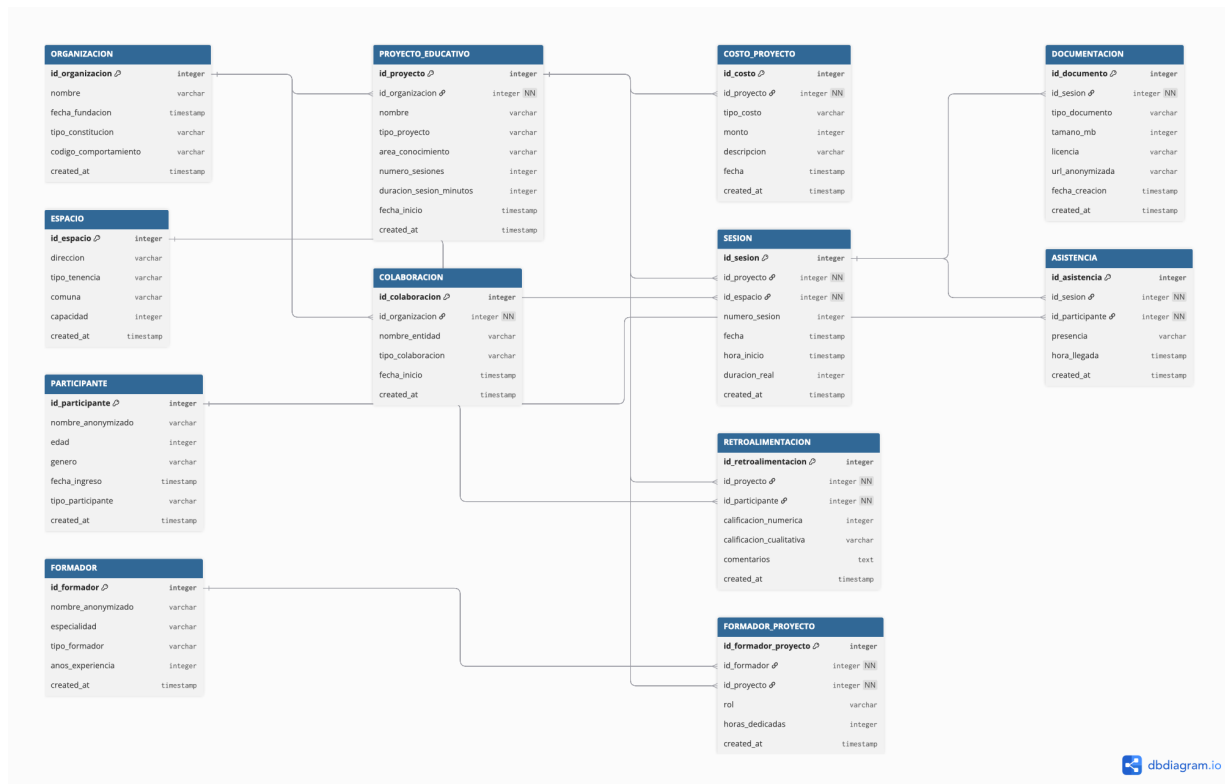 ORGANIZACION
id_organizacion integer
nombre varchar
fecha_fundacion timestamp
tipo_constitucion varchar
codigo_comportamiento varchar
created_at timestamp
ESPACIO
id_espacio integer
direccion varchar
tipo_tenencia varchar
comuna varchar
capacidad integer
created_at timestamp
PARTICIPANTE
id_participante integer
nombre_anonymizado varchar
edad integer
genero varchar
fecha_ingreso timestamp
tipo_participante varchar
created_at timestamp
FORMADOR
id_formador integer
nombre_anonymizado varchar
especialidad varchar
tipo_formador varchar
anos_experiencia integer
created_at timestamp
PROYECTO_EDUCATIVO
id_proyecto integer
id_organizacion integer NN
nombre varchar
tipo_proyecto varchar
area_conocimiento varchar
numero_sesiones integer
duracion_sesion_minutos integer
fecha_inicio timestamp
created_at timestamp
COLABORACION
id_colaboracion integer
id_organizacion integer NN
nombre_entidad varchar
tipo_colaboracion varchar
fecha_inicio timestamp
created_at timestamp
COSTO_PROYECTO
id_costo integer
id_proyecto integer NN
tipo_costo varchar
monto integer
descripcion varchar
fecha timestamp
created_at timestamp
SESION
id_sesion integer
id_proyecto integer NN
id_espacio integer NN
numero_sesion integer
fecha timestamp
hora_inicio timestamp
duracion_real integer
created_at timestamp
RETROALIMENTACION
id_retroalimentacion integer
id_proyecto integer NN
id_participante integer NN
calificacion_numerica integer
calificacion_cualitativa varchar
comentarios text
created_at timestamp
FORMADOR_PROYECTO
id_formador_proyecto integer
id_formador integer NN
id_proyecto integer NN
rol varchar
horas_dedicadas integer
created_at timestamp
DOCUMENTACION
id_documento integer
id_sesion integer NN
tipo_documento varchar
tamano_mb integer
licencia varchar
url_anonymizada varchar
fecha_creacion timestamp
created_at timestamp
ASISTENCIA
id_asistencia integer
id_sesion integer NN
id_participante integer NN
presencia varchar
hora_llegada timestamp
created_at timestamp
dbdiagram.io